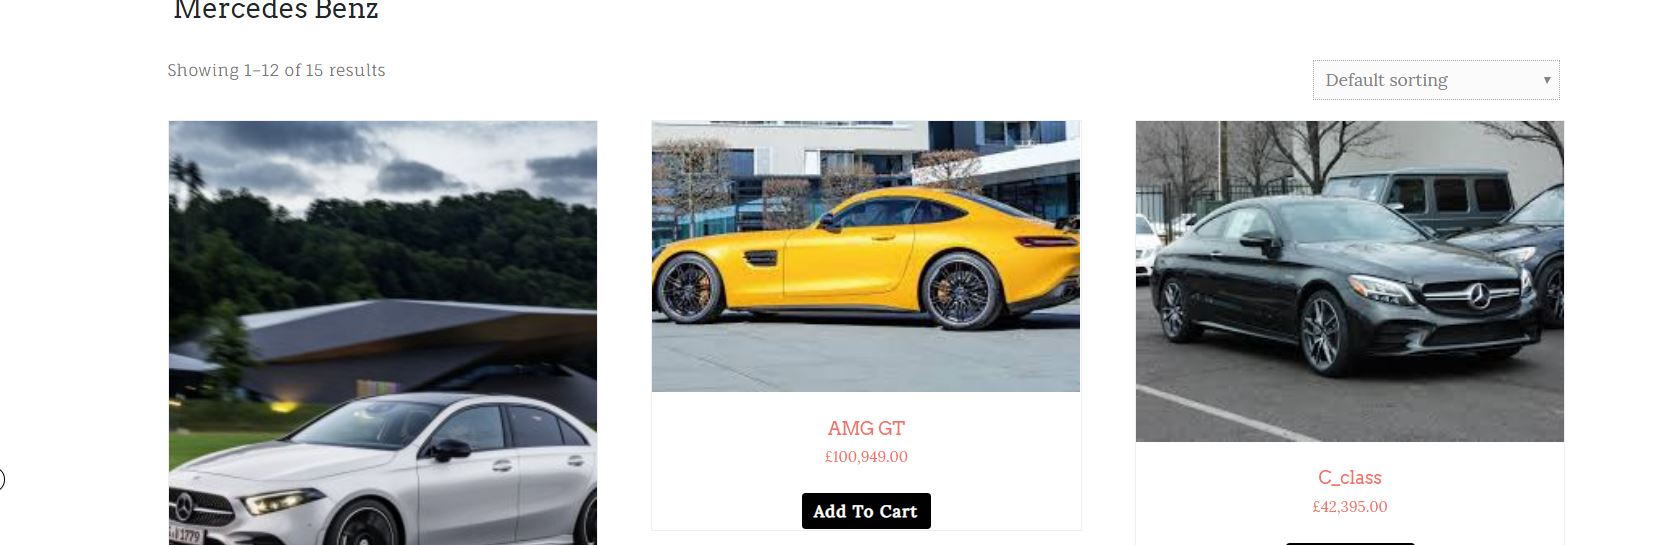 Mercedes Benz
Showing 1–12 of 15 results
Default sorting
AMG GT
£100,949.00
Add To Cart
C_class
£42,395.00